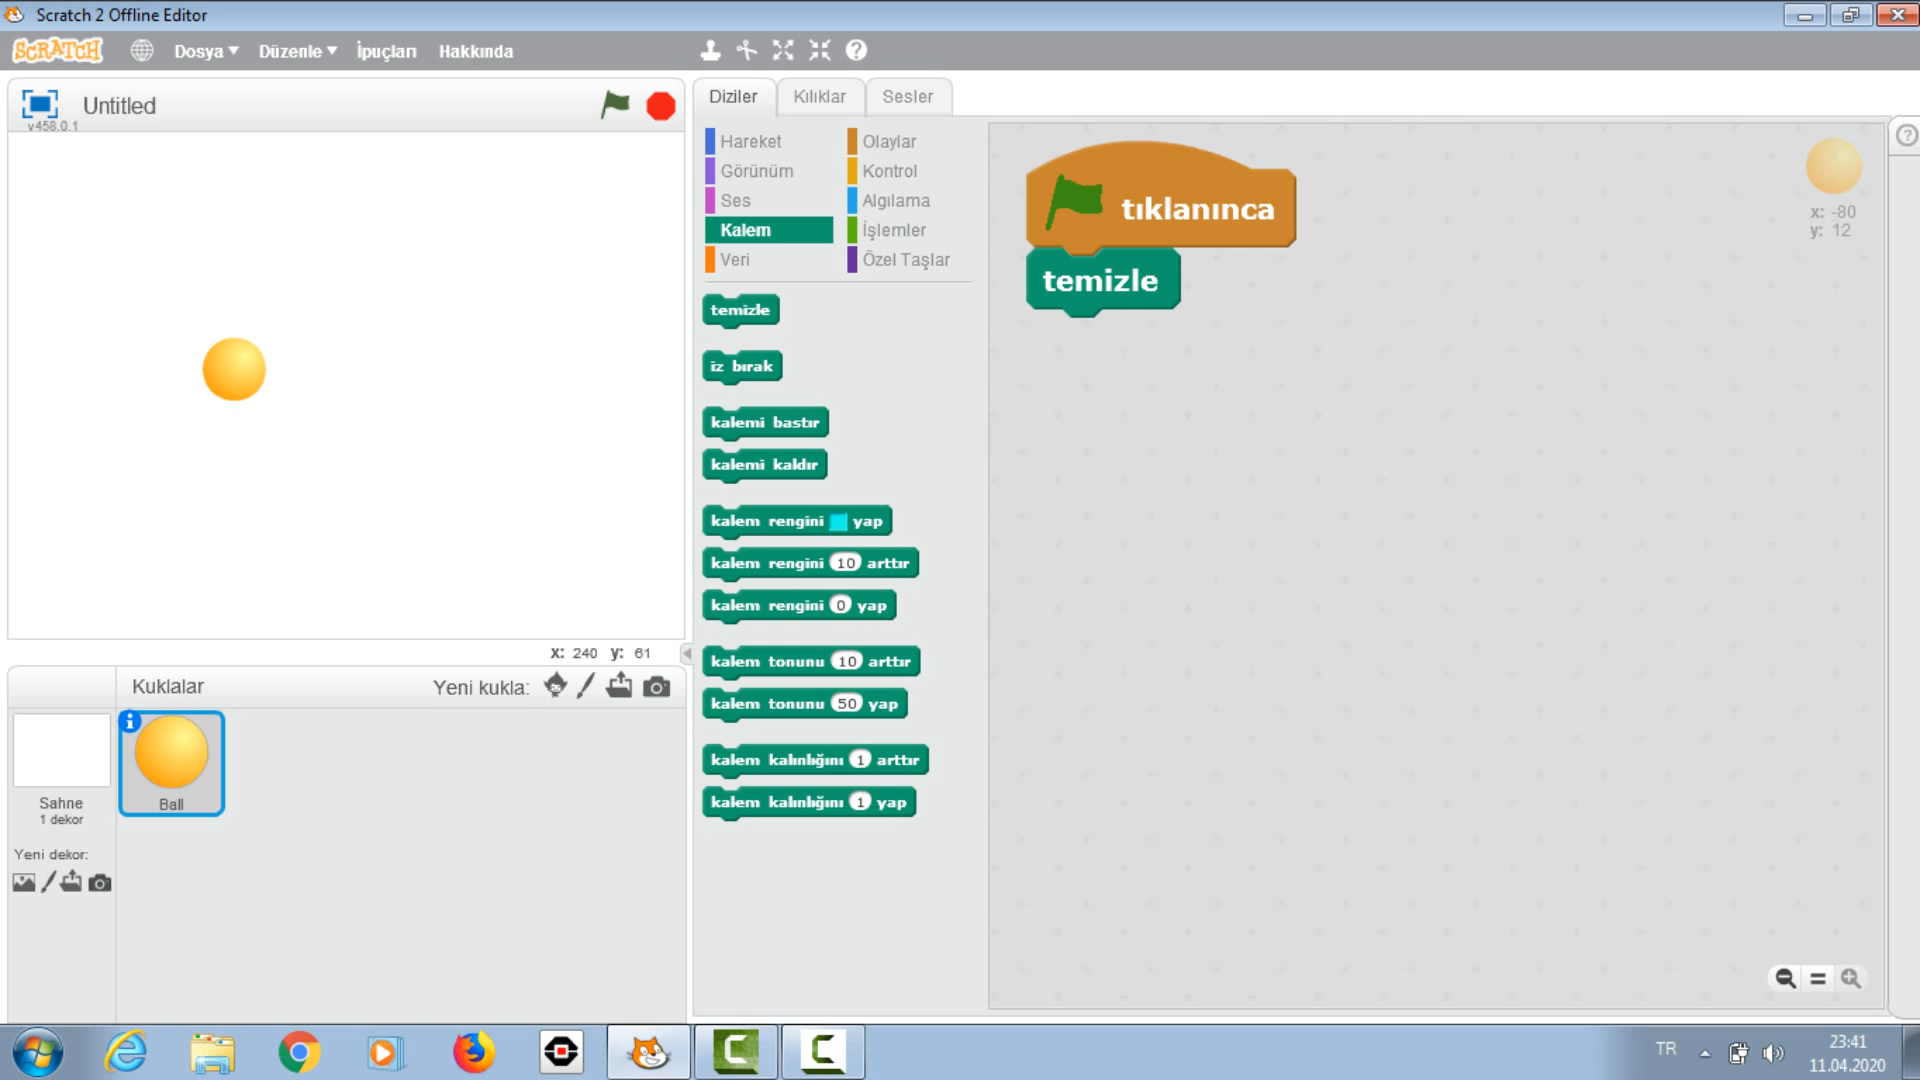 Scratch 2 Offline Editor
SCRATCH Dosya Düzenle İpuçları Hakkında
Untitled
v458.0.1
Diziler Kılıklar Sesler
Hareket Olaylar
Görünüm Kontrol
Ses Algılama
Kalem İşlemler
Veri Özel Taşlar
temizle
iz bırak
kalemi bastır
kalemi kaldır
kalem rengini yap
kalem rengini 10 arttır
kalem rengini 0 yap
kalem tonunu 10 arttır
kalem tonunu 50 yap
kalem kalınlığını 1 arttır
kalem kalınlığını 1 yap
tıklanınca
temizle
x: -80
y: 12
x: 240 y: 61
Kuklalar Yeni kukla:
Ball
Sahne
1 dekor
Yeni dekor:
TR
23:41
11.04.2020